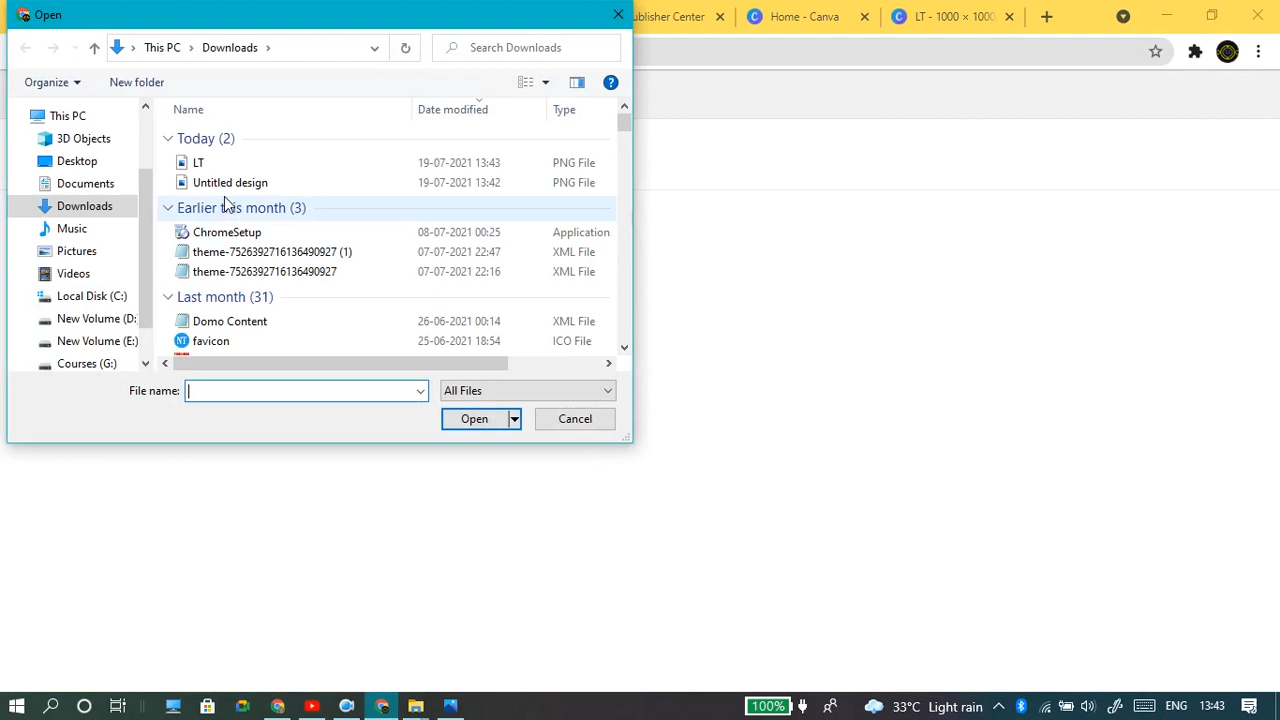 Open
ublisher Center
Home - Canva
LT - 1000 × 1000
This PC
Downloads
Search Downloads
Organize
New folder
Name
Date modified
Type
This PC
3D Objects
Desktop
Documents
Downloads
Music
Pictures
Videos
Local Disk (C:)
New Volume (D:
New Volume (E:)
Courses (G:)
Today (2)
LT 19-07-2021 13:43 PNG File
Untitled design 19-07-2021 13:42 PNG File
Earlier this month (3)
ChromeSetup 08-07-2021 00:25 Application
theme-7526392716136490927 (1) 07-07-2021 22:47 XML File
theme-7526392716136490927 07-07-2021 22:16 XML File
Last month (31)
Domo Content 26-06-2021 00:14 XML File
NT favicon 25-06-2021 18:54 ICO File
File name:
All Files
Open
Cancel
100%
33°C Light rain
ENG
13:43